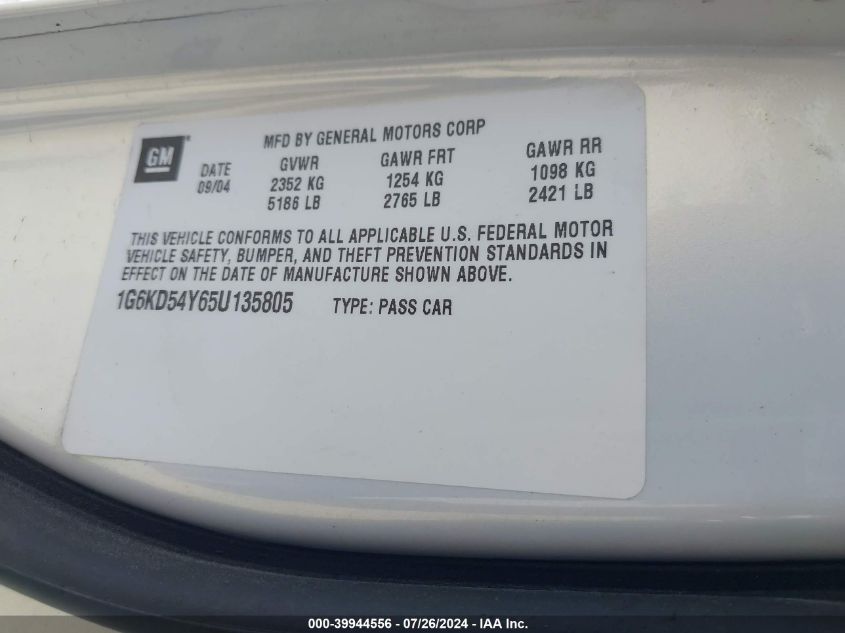 GM
MFD BY GENERAL MOTORS CORP
DATE GVWR GAWR FRT GAWR RR
09/04 2352 KG 1254 KG 1098 KG
5186 LB 2765 LB 2421 LB
THIS VEHICLE CONFORMS TO ALL APPLICABLE U.S. FEDERAL MOTOR
VEHICLE SAFETY, BUMPER, AND THEFT PREVENTION STANDARDS IN
EFFECT ON THE DATE OF MANUFACTURE SHOWN ABOVE.
1G6KD54Y65U135805 TYPE: PASS CAR
000-39944556 / 07/26/2024 - IAA Inc.